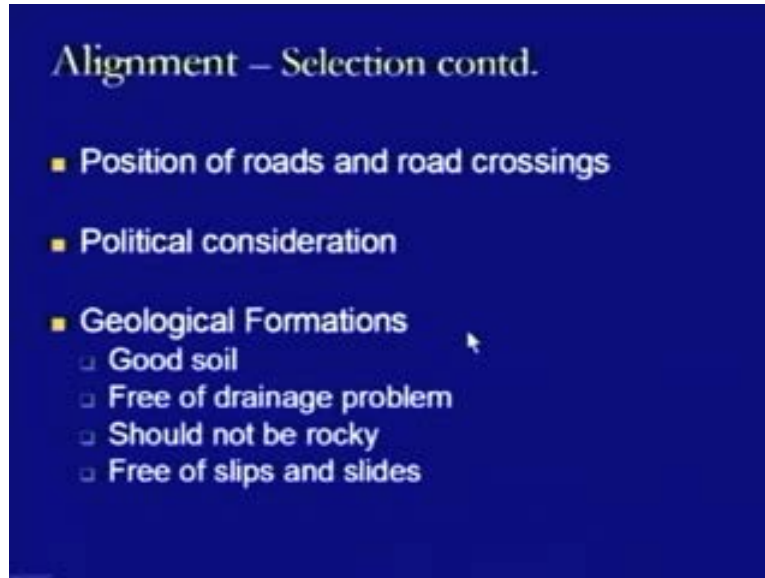 Alignment – Selection contd.
Position of roads and road crossings
Political consideration
Geological Formations
Good soil
Free of drainage problem
Should not be rocky
Free of slips and slides